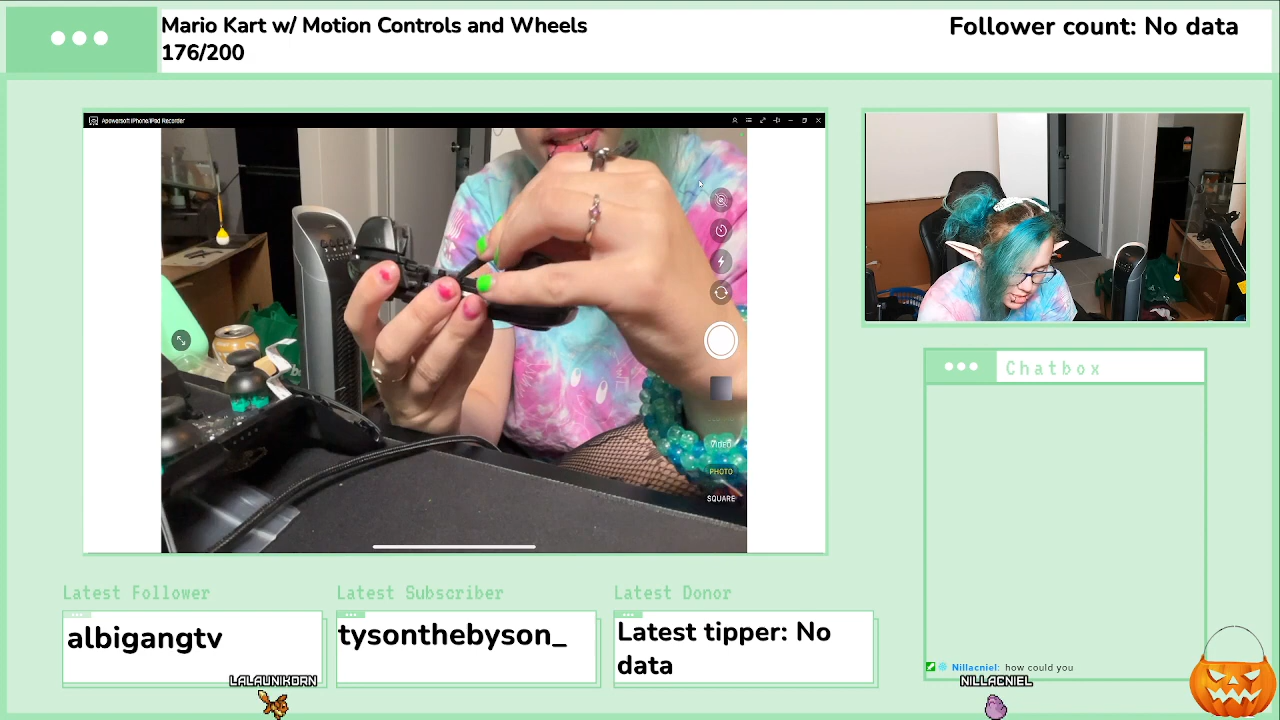 Mario Kart w/ Motion Controls and Wheels
176/200
Follower count: No data
Apowersoft iPhone/iPad Recorder
VIDEO
PHOTO
SQUARE
Chatbox
Nillacniel: how could you
Latest Follower
albigangtv
Latest Subscriber
tysonthebyson_
Latest Donor
Latest tipper: No
data
LALAUNIKORN
NILLACNIEL